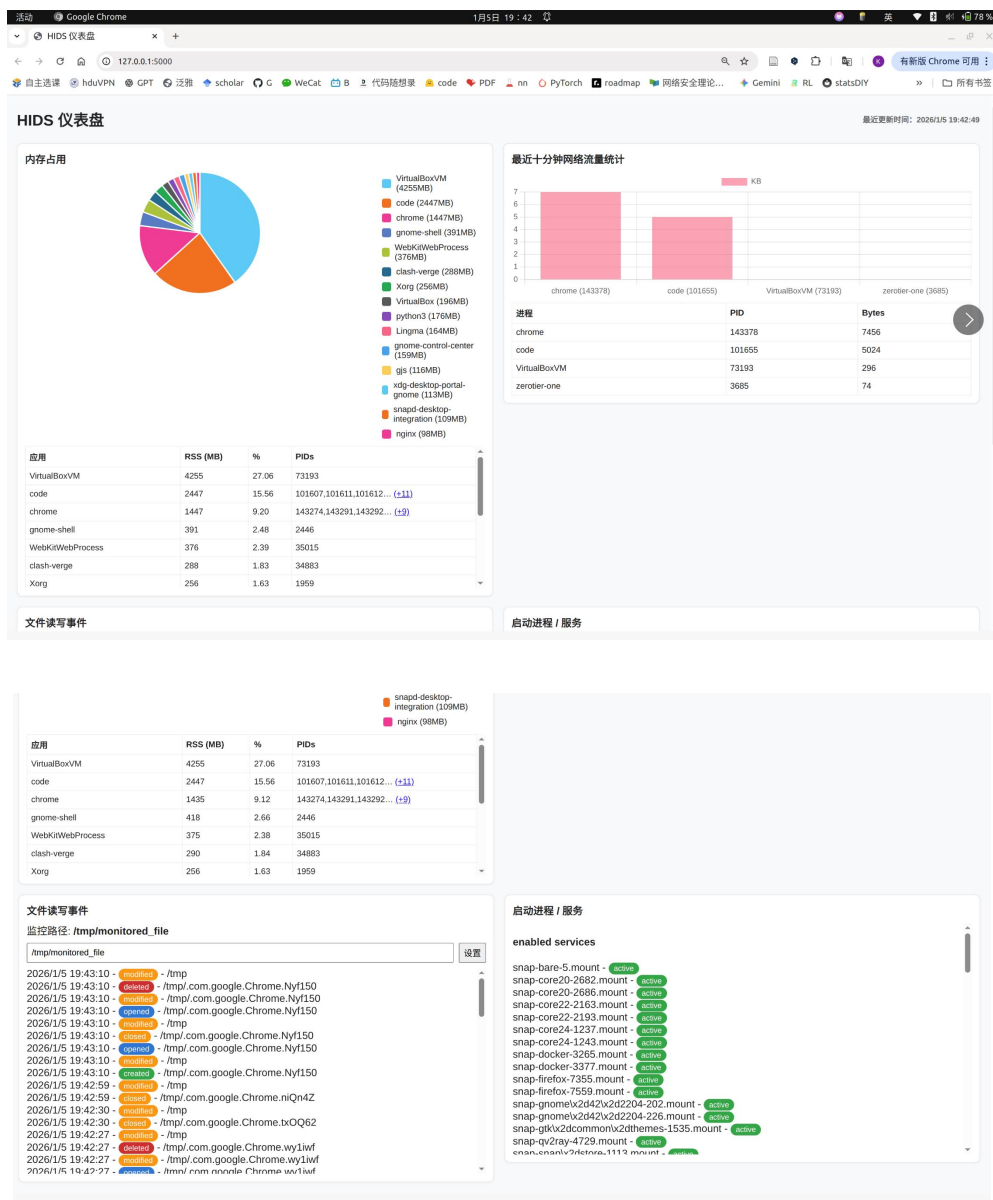 活动 Google Chrome 1月5日 19：42 英 78 %
HIDS 仪表盘 × +
127.0.0.1:5000 K 有新版 Chrome 可用
自主选课 hduVPN GPT 泛雅 scholar G WeCat B 代码随想录 code PDF nn PyTorch roadmap 网络安全理论... Gemini RL statsDIY » 所有书签
HIDS 仪表盘
最近更新时间：2026/1/5 19:42:49
内存占用
VirtualBoxVM
(4255MB)
code (2447MB)
chrome (1447MB)
gnome-shell (391MB)
WebKitWebProcess
(376MB)
clash-verge (288MB)
Xorg (256MB)
VirtualBox (196MB)
python3 (176MB)
Lingma (164MB)
gnome-control-center
(159MB)
gjs (116MB)
xdg-desktop-portal-
gnome (113MB)
snapd-desktop-
integration (109MB)
nginx (98MB)
应用 RSS (MB) % PIDs
VirtualBoxVM 4255 27.06 73193
code 2447 15.56 101607,101611,101612... (+11)
chrome 1447 9.20 143274,143291,143292... (+9)
gnome-shell 391 2.48 2446
WebKitWebProcess 376 2.39 35015
clash-verge 288 1.83 34883
Xorg 256 1.63 1959
最近十分钟网络流量统计
KB
7
6
5
4
3
2
1
0
chrome (143378) code (101655) VirtualBoxVM (73193) zerotier-one (3685)
进程 PID Bytes
chrome 143378 7456
code 101655 5024
VirtualBoxVM 73193 296
zerotier-one 3685 74
文件读写事件
启动进程 / 服务
snapd-desktop-
integration (109MB)
nginx (98MB)
应用 RSS (MB) % PIDs
VirtualBoxVM 4255 27.06 73193
code 2447 15.56 101607,101611,101612... (+11)
chrome 1435 9.12 143274,143291,143292... (+9)
gnome-shell 418 2.66 2446
WebKitWebProcess 375 2.38 35015
clash-verge 290 1.84 34883
Xorg 256 1.63 1959
文件读写事件
监控路径: /tmp/monitored_file
/tmp/monitored_file 设置
2026/1/5 19:43:10 - modified - /tmp
2026/1/5 19:43:10 - deleted - /tmp/.com.google.Chrome.Nyf150
2026/1/5 19:43:10 - modified - /tmp/.com.google.Chrome.Nyf150
2026/1/5 19:43:10 - opened - /tmp/.com.google.Chrome.Nyf150
2026/1/5 19:43:10 - modified - /tmp
2026/1/5 19:43:10 - closed - /tmp/.com.google.Chrome.Nyf150
2026/1/5 19:43:10 - opened - /tmp/.com.google.Chrome.Nyf150
2026/1/5 19:43:10 - modified - /tmp
2026/1/5 19:43:10 - created - /tmp/.com.google.Chrome.Nyf150
2026/1/5 19:42:59 - modified - /tmp
2026/1/5 19:42:59 - closed - /tmp/.com.google.Chrome.niQn4Z
2026/1/5 19:42:30 - modified - /tmp
2026/1/5 19:42:30 - closed - /tmp/.com.google.Chrome.txOQ62
2026/1/5 19:42:27 - modified - /tmp
2026/1/5 19:42:27 - deleted - /tmp/.com.google.Chrome.wy1iwf
2026/1/5 19:42:27 - modified - /tmp/.com.google.Chrome.wy1iwf
2026/1/5 19:42:27 - opened - /tmp/.com.google.Chrome.wy1iwf
启动进程 / 服务
enabled services
snap-bare-5.mount - active
snap-core20-2682.mount - active
snap-core20-2686.mount - active
snap-core22-2163.mount - active
snap-core22-2193.mount - active
snap-core24-1237.mount - active
snap-core24-1243.mount - active
snap-docker-3265.mount - active
snap-docker-3377.mount - active
snap-firefox-7355.mount - active
snap-firefox-7559.mount - active
snap-gnome\x2d42\x2d2204-202.mount - active
snap-gnome\x2d42\x2d2204-226.mount - active
snap-gtk\x2dcommon\x2dthemes-1535.mount - active
snap-qv2ray-4729.mount - active
snap-snap\x2dstore-1113.mount - active